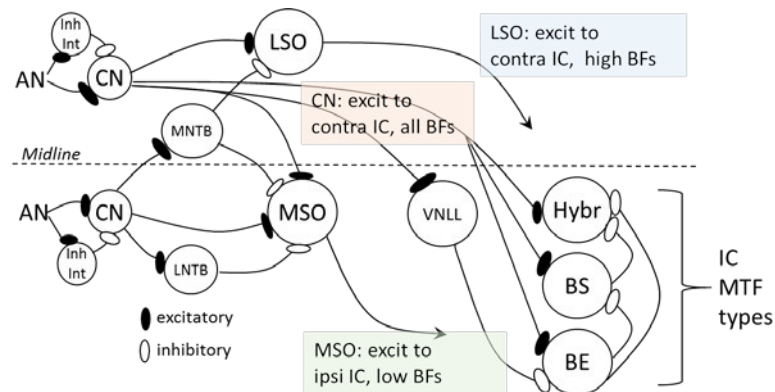 Inh
Int
AN
CN
LSO
LSO: excit to
contra IC, high BFs
CN: excit to
contra IC, all BFs
MNTB
Midline
AN
CN
Inh
Int
LNTB
MSO
VNLL
Hybr
BS
BE
IC
MTF
types
excitatory
inhibitory
MSO: excit to
ipsi IC, low BFs